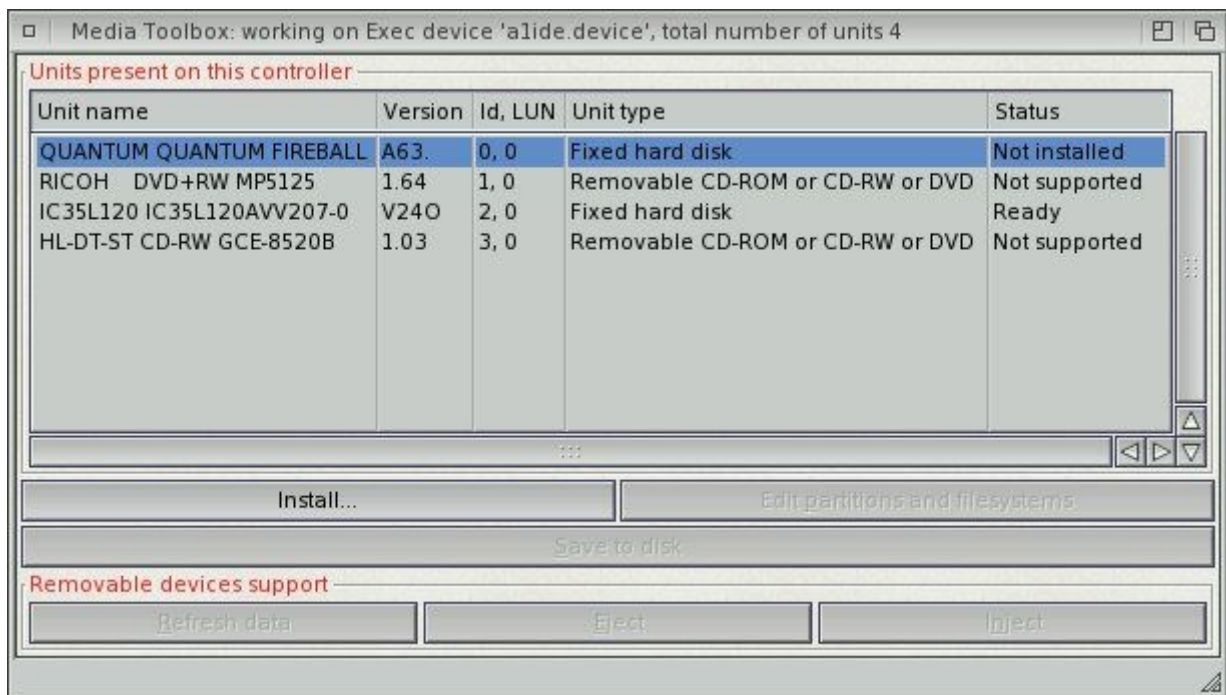 Media Toolbox: working on Exec device 'a1ide.device', total number of units 4
Units present on this controller
Unit name Version Id, LUN Unit type Status
QUANTUM QUANTUM FIREBALL A63. 0, 0 Fixed hard disk Not installed
RICOH DVD+RW MP5125 1.64 1, 0 Removable CD-ROM or CD-RW or DVD Not supported
IC35L120 IC35L120AVV207-0 V24O 2, 0 Fixed hard disk Ready
HL-DT-ST CD-RW GCE-8520B 1.03 3, 0 Removable CD-ROM or CD-RW or DVD Not supported
Install... Edit partitions and filesystems
Save to disk
Removable devices support
Refresh data Eject Inject